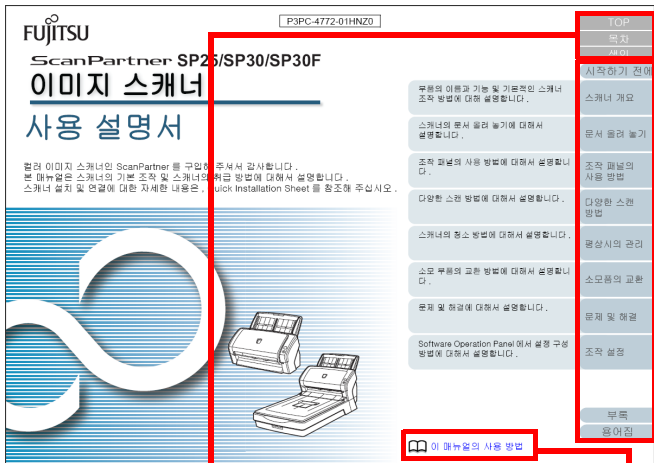 P3PC-4772-01HNZ0
TOP
목차
색인
FUJITSU
ScanPartner SP25/SP30/SP30F
이미지 스캐너
사용 설명서
컬러 이미지 스캐너인 ScanPartner 를 구입해 주셔서 감사합니다 .
본 매뉴얼은 스캐너의 기본 조작 및 스캐너의 취급 방법에 대해서 설명합니다 .
스캐너 설치 및 연결에 대한 자세한 내용은 , Quick Installation Sheet 를 참조해 주십시오 .
시작하기 전에
부품의 이름과 기능 및 기본적인 스캐너
조작 방법에 대해 설명합니다 .
스캐너 개요
스캐너의 문서 올려 놓기에 대해서
설명합니다 .
문서 올려 놓기
조작 패널의 사용 방법에 대해서 설명합니
다 .
조작 패널의
사용 방법
다양한 스캔 방법에 대해서 설명합니다 .
다양한 스캔
방법
스캐너의 청소 방법에 대해서 설명합니다 .
평상시의 관리
소모 부품의 교환 방법에 대해서 설명합니
다 .
소모품의 교환
문제 및 해결에 대해서 설명합니다 .
문제 및 해결
Software Operation Panel 에서 설정 구성
방법에 대해서 설명합니다 .
조작 설정
부록
용어집
이 매뉴얼의 사용 방법